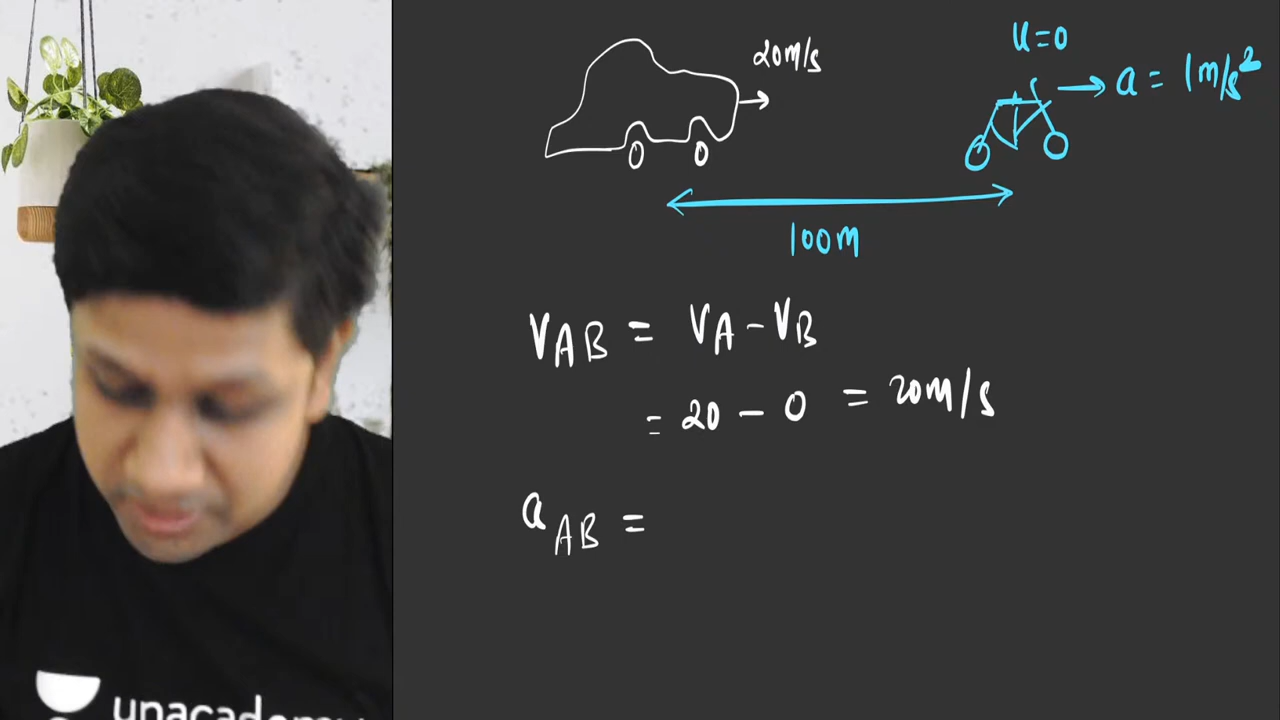 20m/s
u=0
a = 1m/s²
100m
VAB = VA - VB
= 20 - 0 = 20m/s
aAB =
unacademy